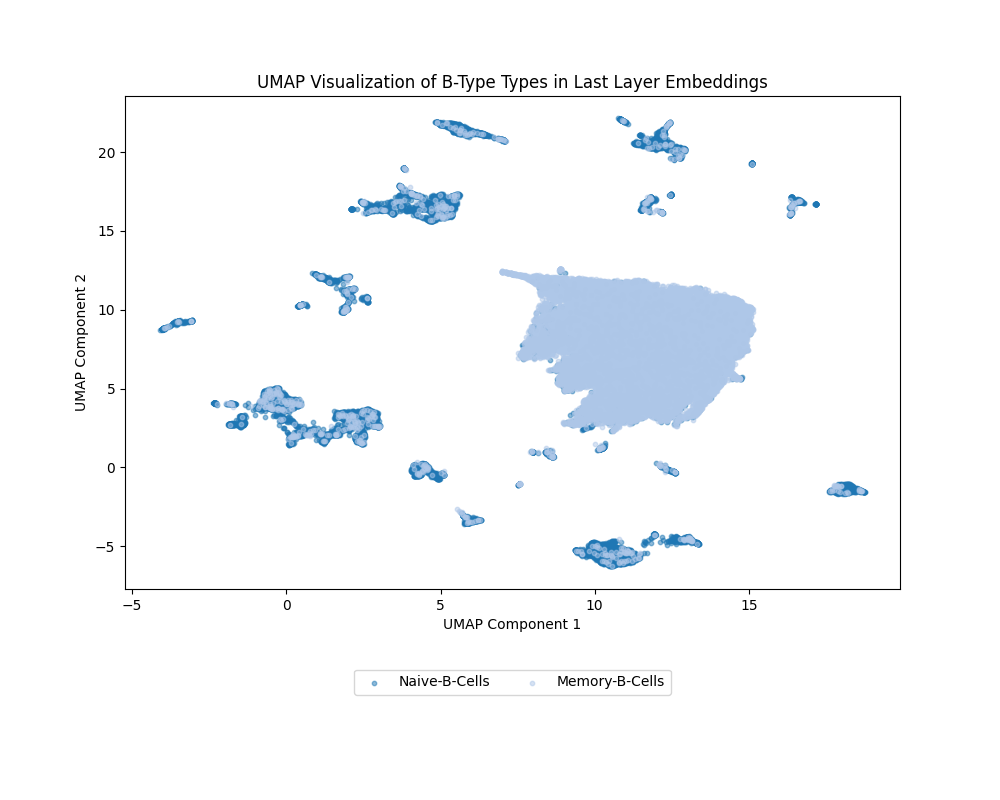 UMAP Visualization of B-Type Types in Last Layer Embeddings
UMAP Component 2
20
15
10
5
0
−5
−5 0 5 10 15
UMAP Component 1
Naive-B-Cells Memory-B-Cells